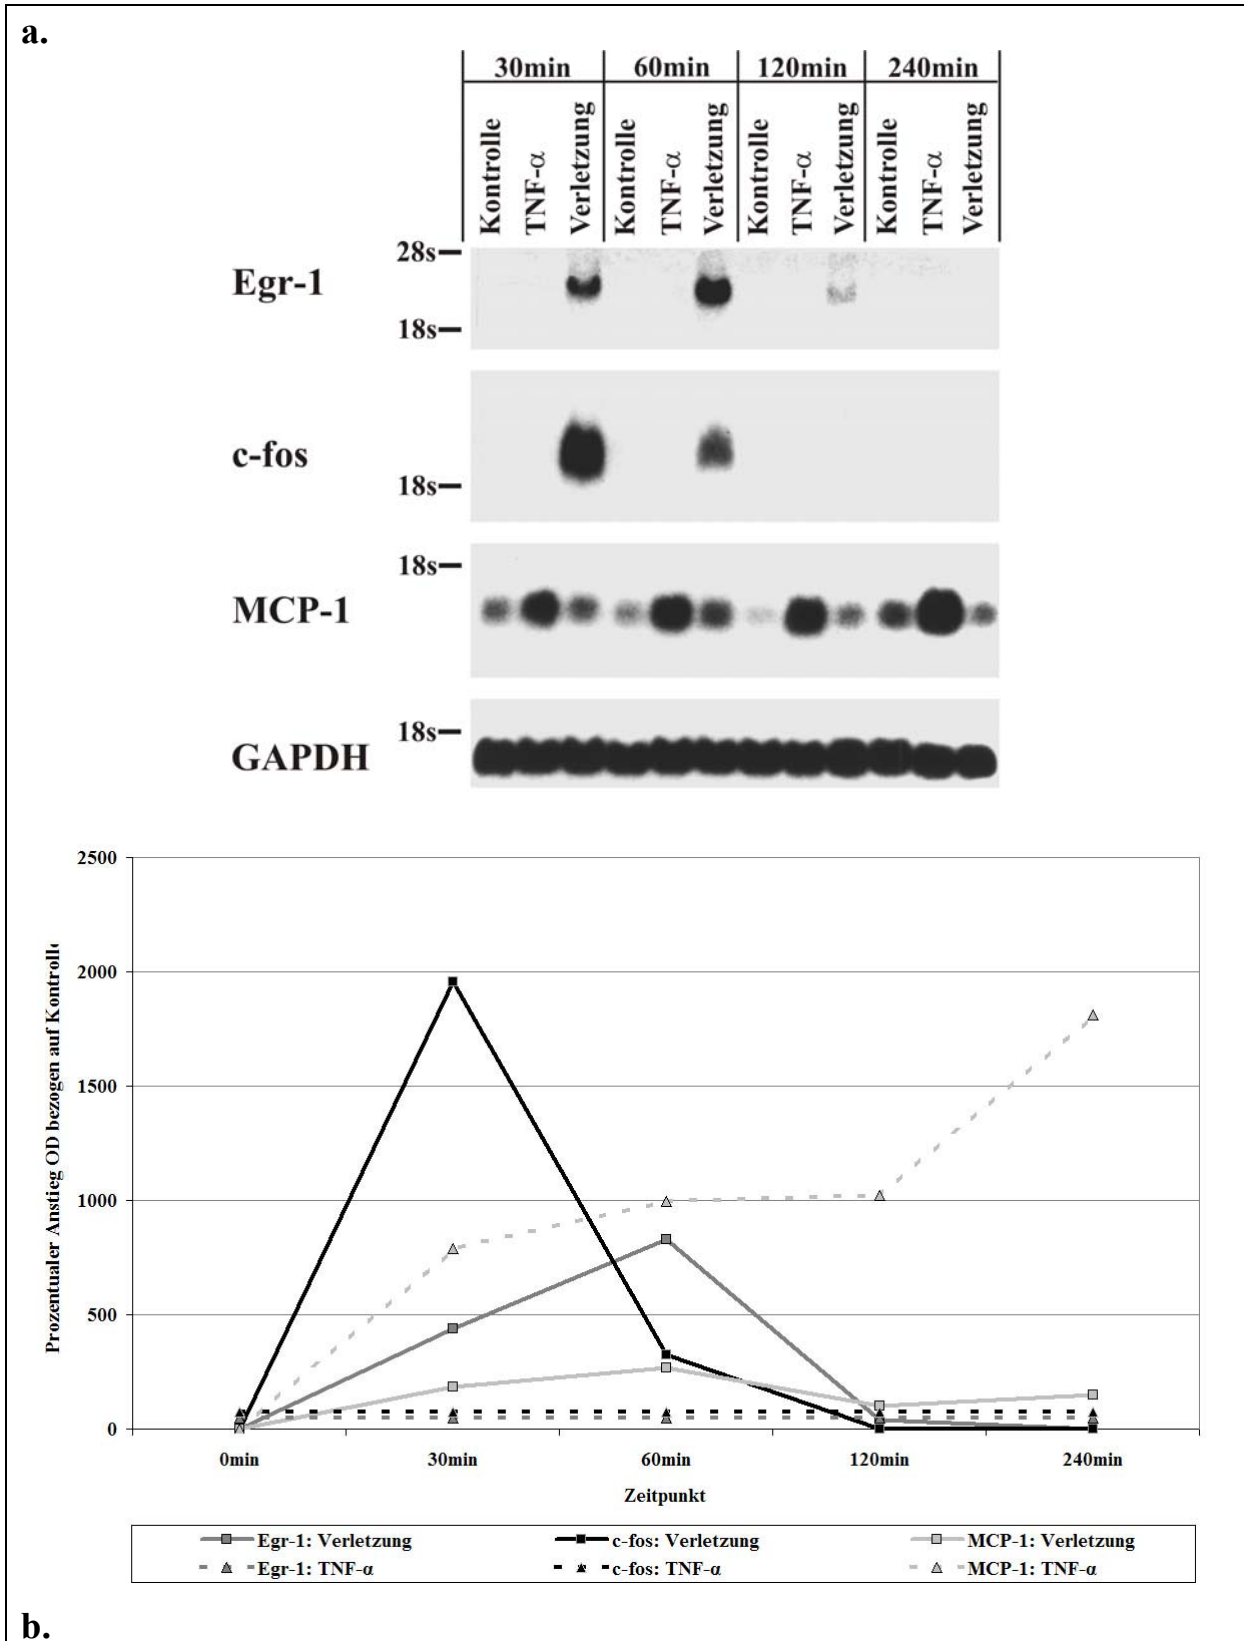 a.
30min 60min 120min 240min
Kontrolle TNF-α Verletzung Kontrolle TNF-α Verletzung Kontrolle TNF-α Verletzung Kontrolle TNF-α Verletzung
28s
Egr-1
18s
c-fos
18s
18s
MCP-1
18s
GAPDH
2500
2000
1500
1000
500
0
Prozentualer Anstieg OD bezogen auf
0min 30min 60min 120min 240min
Zeitpunkt
Egr-1: Verletzung c-fos: Verletzung MCP-1: Verletzung
Egr-1: TNF-α c-fos: TNF-α MCP-1: TNF-α
b.